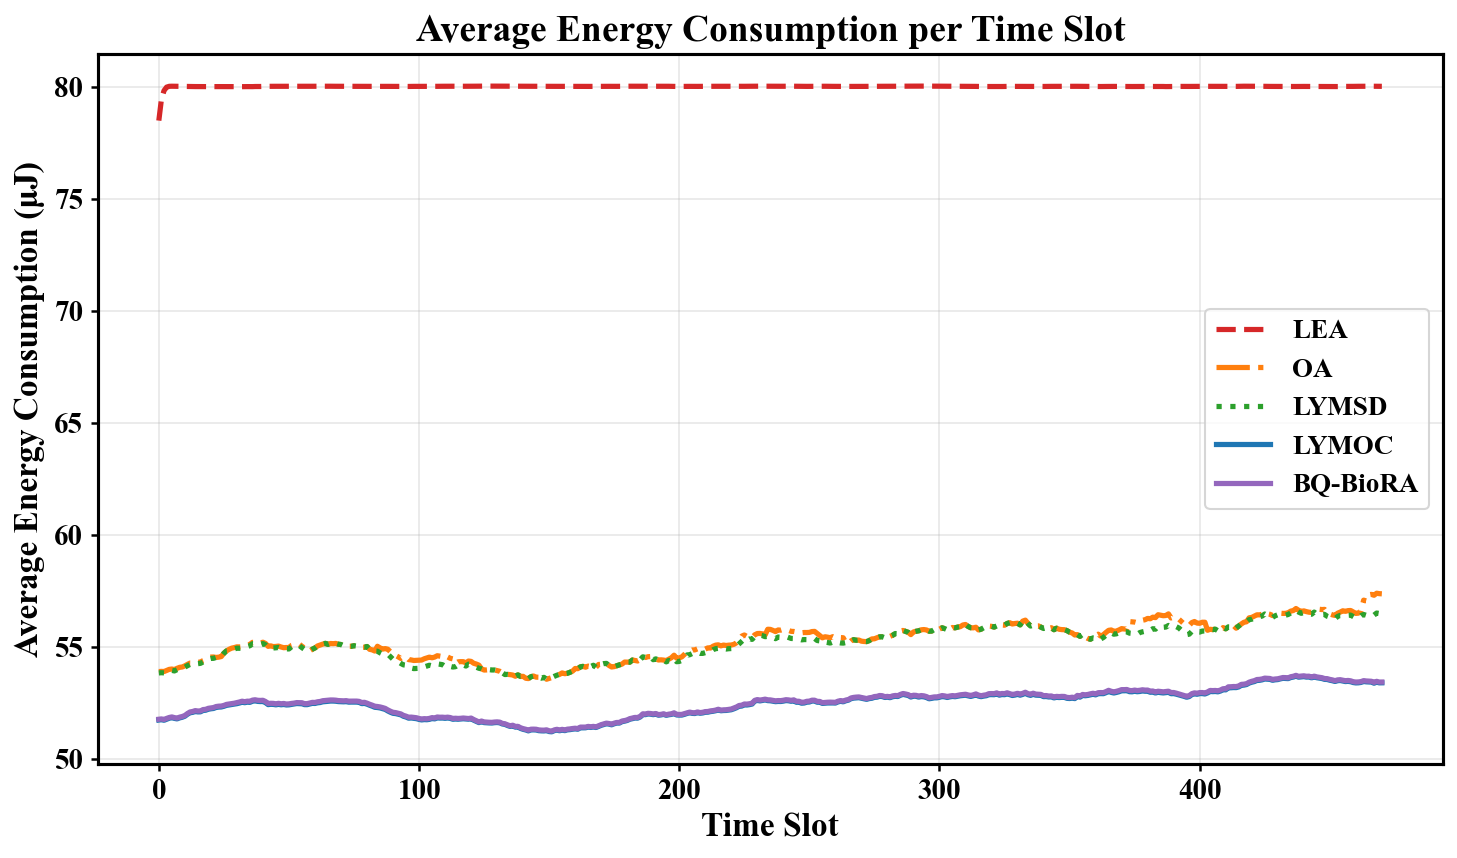 Average Energy Consumption per Time Slot
Average Energy Consumption (µJ)
80
75
70
65
60
55
50
0 100 200 300 400
Time Slot
LEA
OA
LYMSD
LYMOC
BQ-BioRA